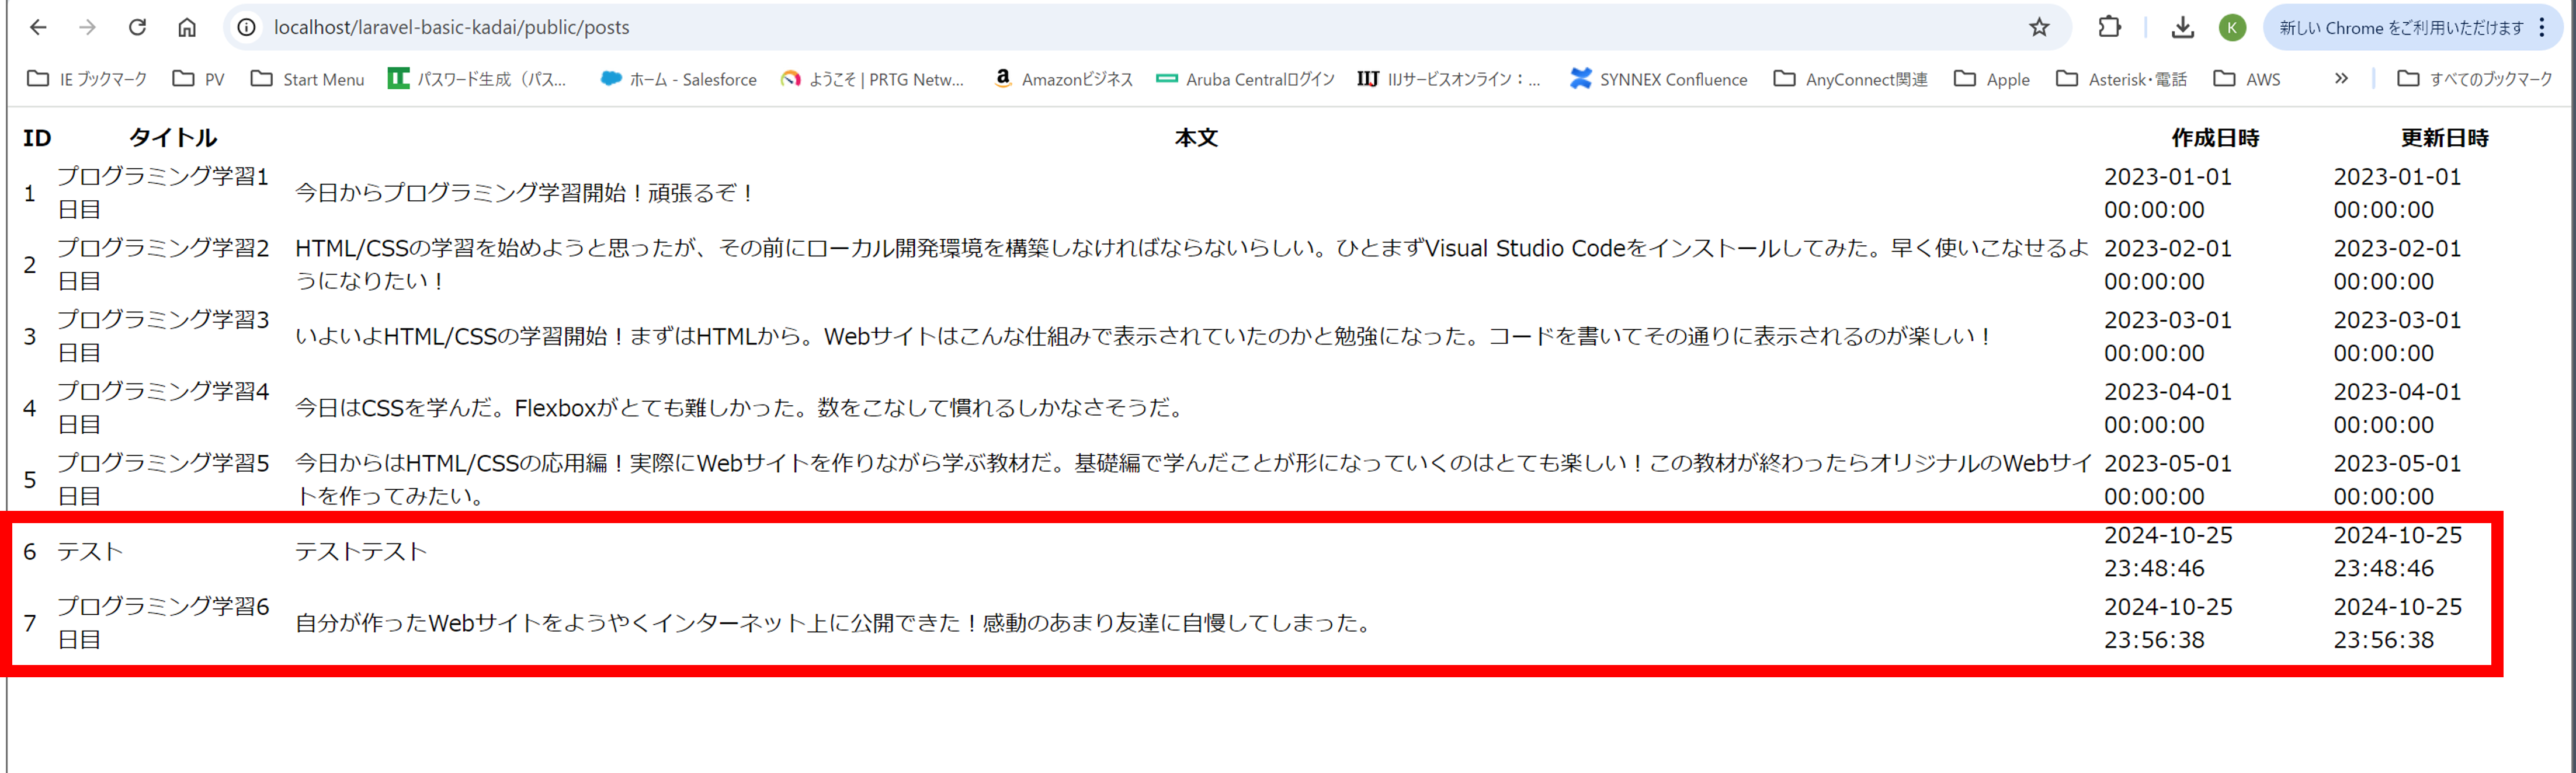 localhost/laravel-basic-kadai/public/posts
K
新しい Chrome をご利用いただけます
IE ブックマーク
PV
Start Menu
パスワード生成（パス...
ホーム - Salesforce
ようこそ | PRTG Netw...
Amazonビジネス
Aruba Centralログイン
IIJ IIJサービスオンライン：...
SYNNEX Confluence
AnyConnect関連
Apple
Asterisk・電話
AWS
»
すべてのブックマーク
ID タイトル 本文 作成日時 更新日時
1 プログラミング学習1
日目
今日からプログラミング学習開始！頑張るぞ！
2023-01-01
00:00:00
2023-01-01
00:00:00
2 プログラミング学習2
日目
HTML/CSSの学習を始めようと思ったが、その前にローカル開発環境を構築しなければならないらしい。ひとまずVisual Studio Codeをインストールしてみた。早く使いこなせるよ
うになりたい！
2023-02-01
00:00:00
2023-02-01
00:00:00
3 プログラミング学習3
日目
いよいよHTML/CSSの学習開始！まずはHTMLから。Webサイトはこんな仕組みで表示されていたのかと勉強になった。コードを書いてその通りに表示されるのが楽しい！
2023-03-01
00:00:00
2023-03-01
00:00:00
4 プログラミング学習4
日目
今日はCSSを学んだ。Flexboxがとても難しかった。数をこなして慣れるしかなさそうだ。
2023-04-01
00:00:00
2023-04-01
00:00:00
5 プログラミング学習5
日目
今日からはHTML/CSSの応用編！実際にWebサイトを作りながら学ぶ教材だ。基礎編で学んだことが形になっていくのはとても楽しい！この教材が終わったらオリジナルのWebサイ
トを作ってみたい。
2023-05-01
00:00:00
2023-05-01
00:00:00
6 テスト
テストテスト
2024-10-25
23:48:46
2024-10-25
23:48:46
7 プログラミング学習6
日目
自分が作ったWebサイトをようやくインターネット上に公開できた！感動のあまり友達に自慢してしまった。
2024-10-25
23:56:38
2024-10-25
23:56:38